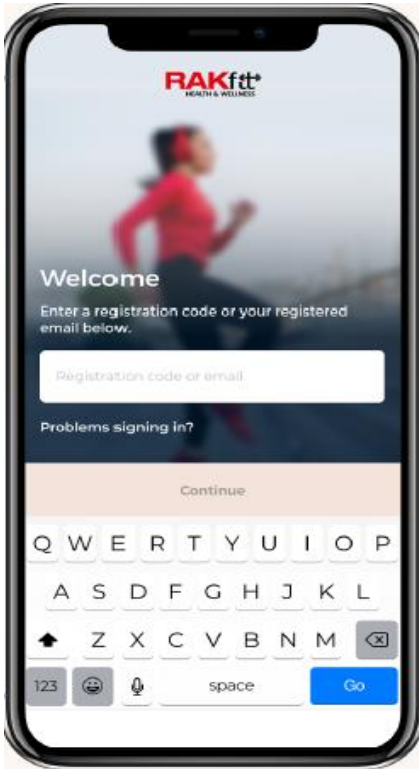 RAKfit
HEALTH & WELLNESS
Welcome
Enter a registration code or your registered
email below.
Registration code or email
Problems signing in?
Continue
Q W E R T Y U I O P
A S D F G H J K L
Z X C V B N M
123 space Go